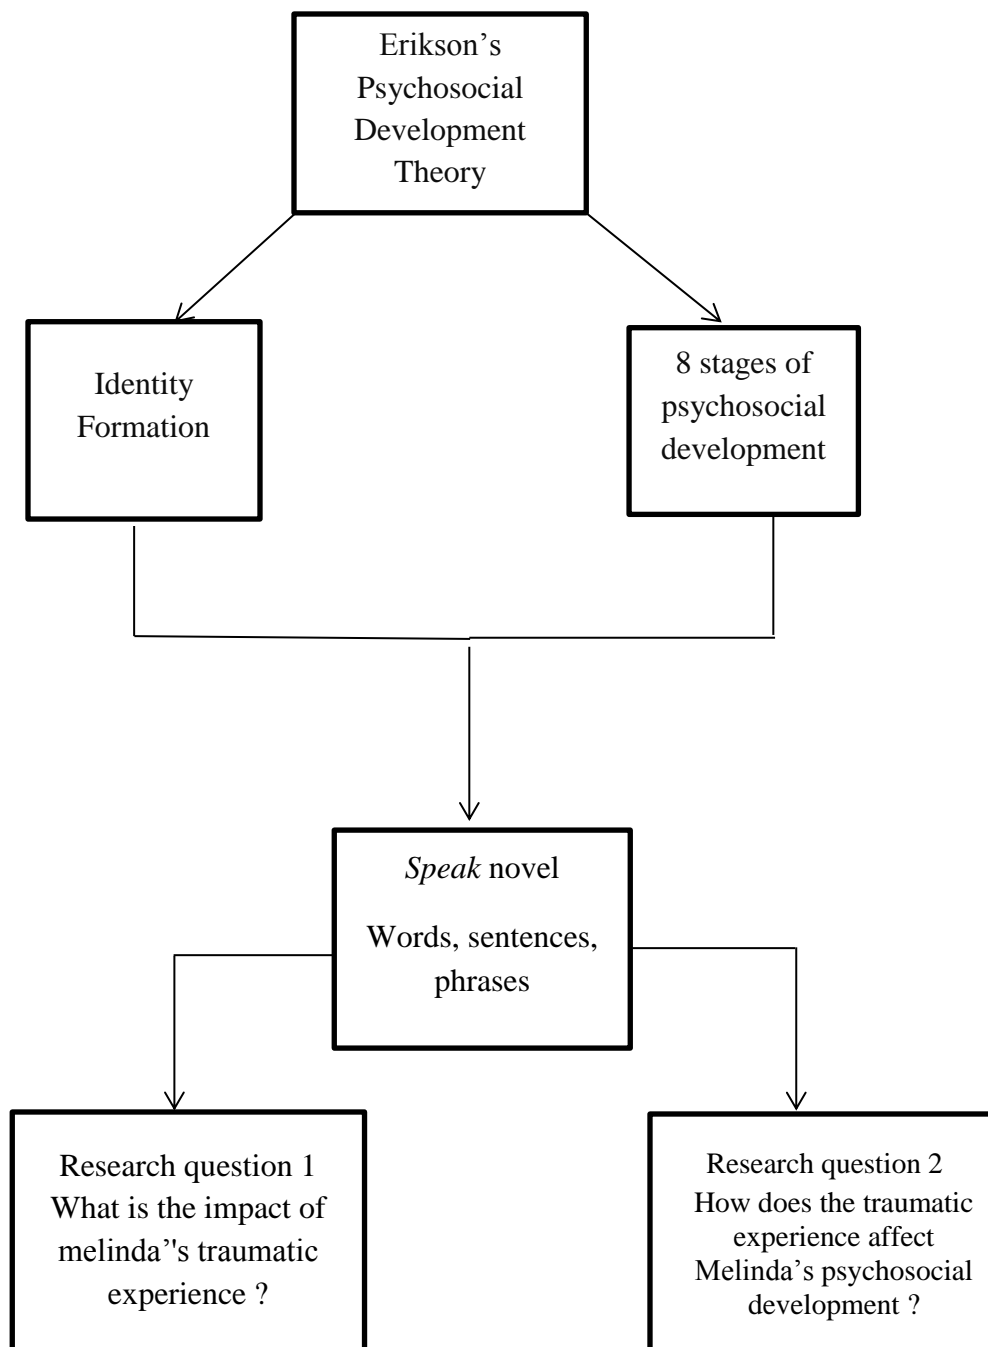 Erikson’s
Psychosocial
Development
Theory
Identity
Formation
8 stages of
psychosocial
development
Speak novel
Words, sentences,
phrases
Research question 1
What is the impact of
melinda’'s traumatic
experience ?
Research question 2
How does the traumatic
experience affect
Melinda’s psychosocial
development ?